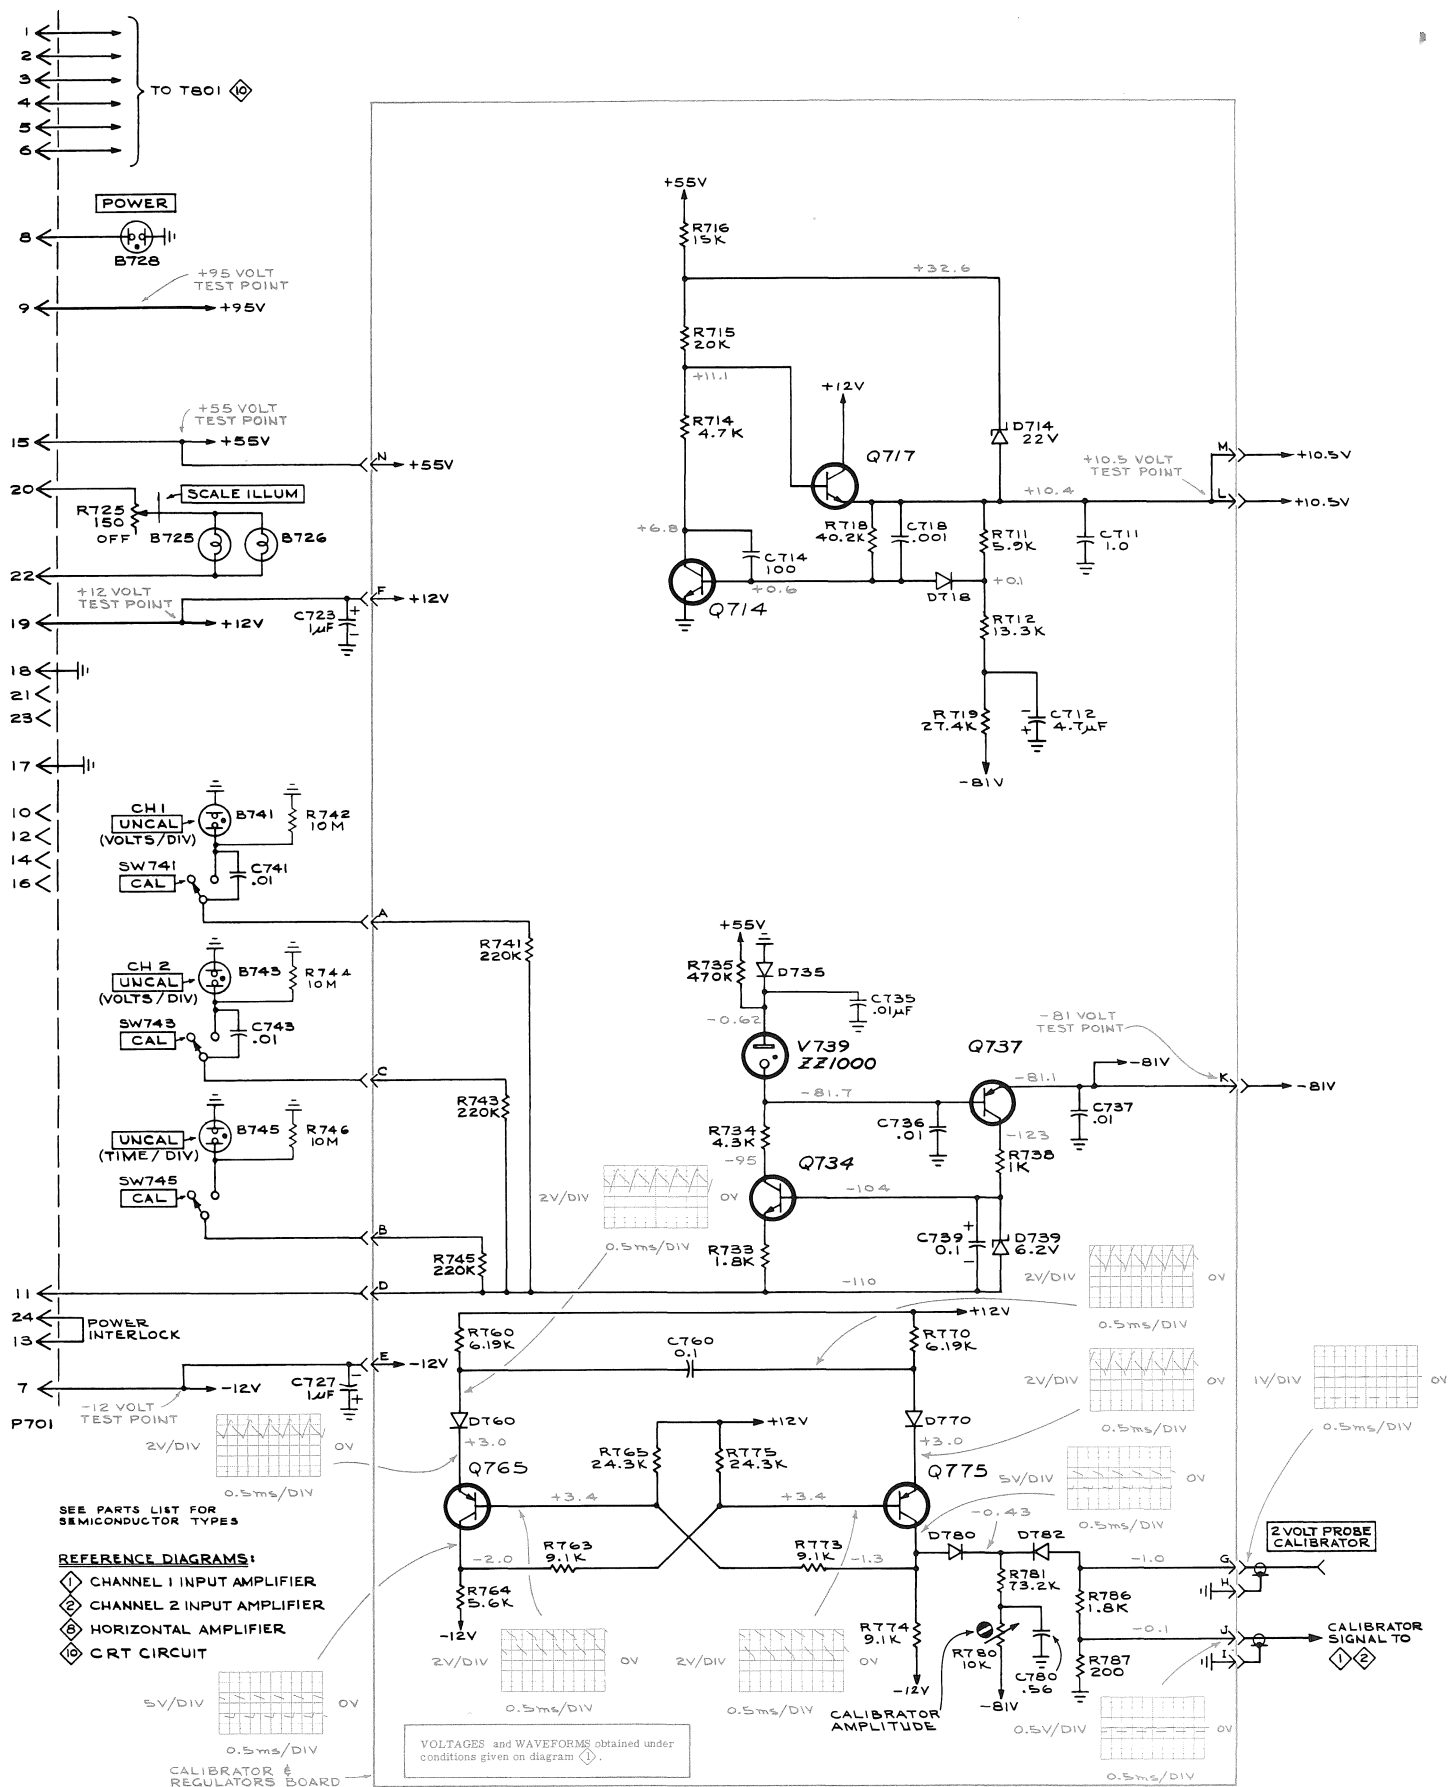 1
2
3
4
5
6
TO T801 10
POWER
8
B728
+95 VOLT
TEST POINT
9
+95V
+55 VOLT
TEST POINT
15
+55V
N
+55V
20
SCALE ILLUM
R725
150
OFF
B725
B726
22
+12 VOLT
TEST POINT
F
+12V
19
+12V
C723
1µF
18
21
23
17
10
12
14
16
CH 1
UNCAL
(VOLTS/DIV)
B741
R742
10M
SW741
CAL
C741
.01
A
R741
220K
CH 2
UNCAL
(VOLTS/DIV)
B743
R744
10M
SW743
CAL
C743
.01
C
R743
220K
UNCAL
(TIME/DIV)
B745
R746
10M
SW745
CAL
B
R745
220K
11
D
24
13
POWER
INTERLOCK
E
-12V
7
-12V
C727
1µF
P701
-12 VOLT
TEST POINT
+55V
R716
15K
+32.6
R715
20K
+11.1
+12V
R714
4.7K
D714
22V
Q717
+10.5 VOLT
TEST POINT
M
+10.5V
+10.4
L
+10.5V
+6.8
R718
40.2K
C718
.001
R711
5.9K
C711
1.0
C714
100
+0.6
D718
+0.1
Q714
R712
13.3K
R719
27.4K
C712
4.7µF
-81V
+55V
R735
470K
D735
C735
.01µF
-0.62
V739
ZZ1000
Q737
-81 VOLT
TEST POINT
-81V
-81.1
K
-81V
-81.7
C736
.01
C737
.01
R734
4.3K
-123
R738
1K
-95
Q734
-104
2V/DIV
0V
0.5ms/DIV
R733
1.8K
C739
0.1
D739
6.2V
-110
2V/DIV
0V
0.5ms/DIV
+12V
R760
6.19K
C760
0.1
R770
6.19K
2V/DIV
0V
0.5ms/DIV
1V/DIV
0V
0.5ms/DIV
D760
+3.0
+12V
D770
+3.0
2V/DIV
0V
0.5ms/DIV
Q765
R765
24.3K
R775
24.3K
Q775
5V/DIV
0V
0.5ms/DIV
+3.4
+3.4
-0.43
D780
D782
2 VOLT PROBE
CALIBRATOR
-2.0
R763
9.1K
R773
9.1K
-1.3
-1.0
G
H
R764
5.6K
-12V
R781
73.2K
R786
1.8K
R774
9.1K
-12V
-0.1
J
I
CALIBRATOR
SIGNAL TO
1 2
R780
10K
C780
.56
R787
200
-81V
CALIBRATOR
AMPLITUDE
2V/DIV
0V
0.5ms/DIV
2V/DIV
0V
0.5ms/DIV
0.5V/DIV
0V
0.5ms/DIV
SEE PARTS LIST FOR
SEMICONDUCTOR TYPES
REFERENCE DIAGRAMS:
1 CHANNEL 1 INPUT AMPLIFIER
2 CHANNEL 2 INPUT AMPLIFIER
8 HORIZONTAL AMPLIFIER
10 CRT CIRCUIT
5V/DIV
0V
0.5ms/DIV
VOLTAGES and WAVEFORMS obtained under
conditions given on diagram 1.
CALIBRATOR &
REGULATORS BOARD